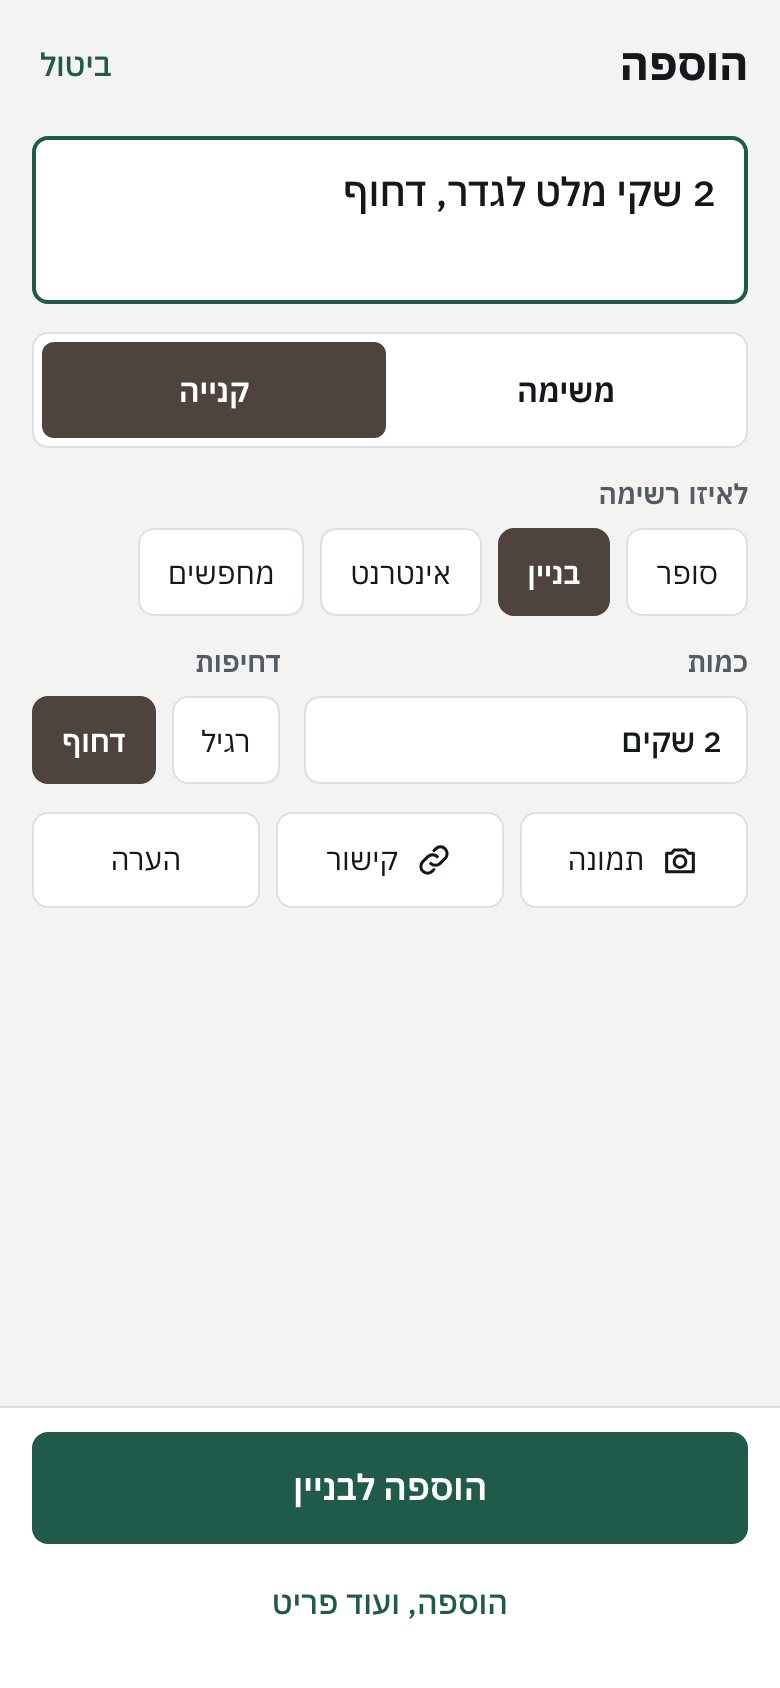 הוספה
ביטול
2 שקי מלט לגדר, דחוף
משימה
קנייה
לאיזו רשימה
סופר
בניין
אינטרנט
מחפשים
כמות
דחיפות
2 שקים
רגיל
דחוף
תמונה
קישור
הערה
הוספה לבניין
הוספה, ועוד פריט